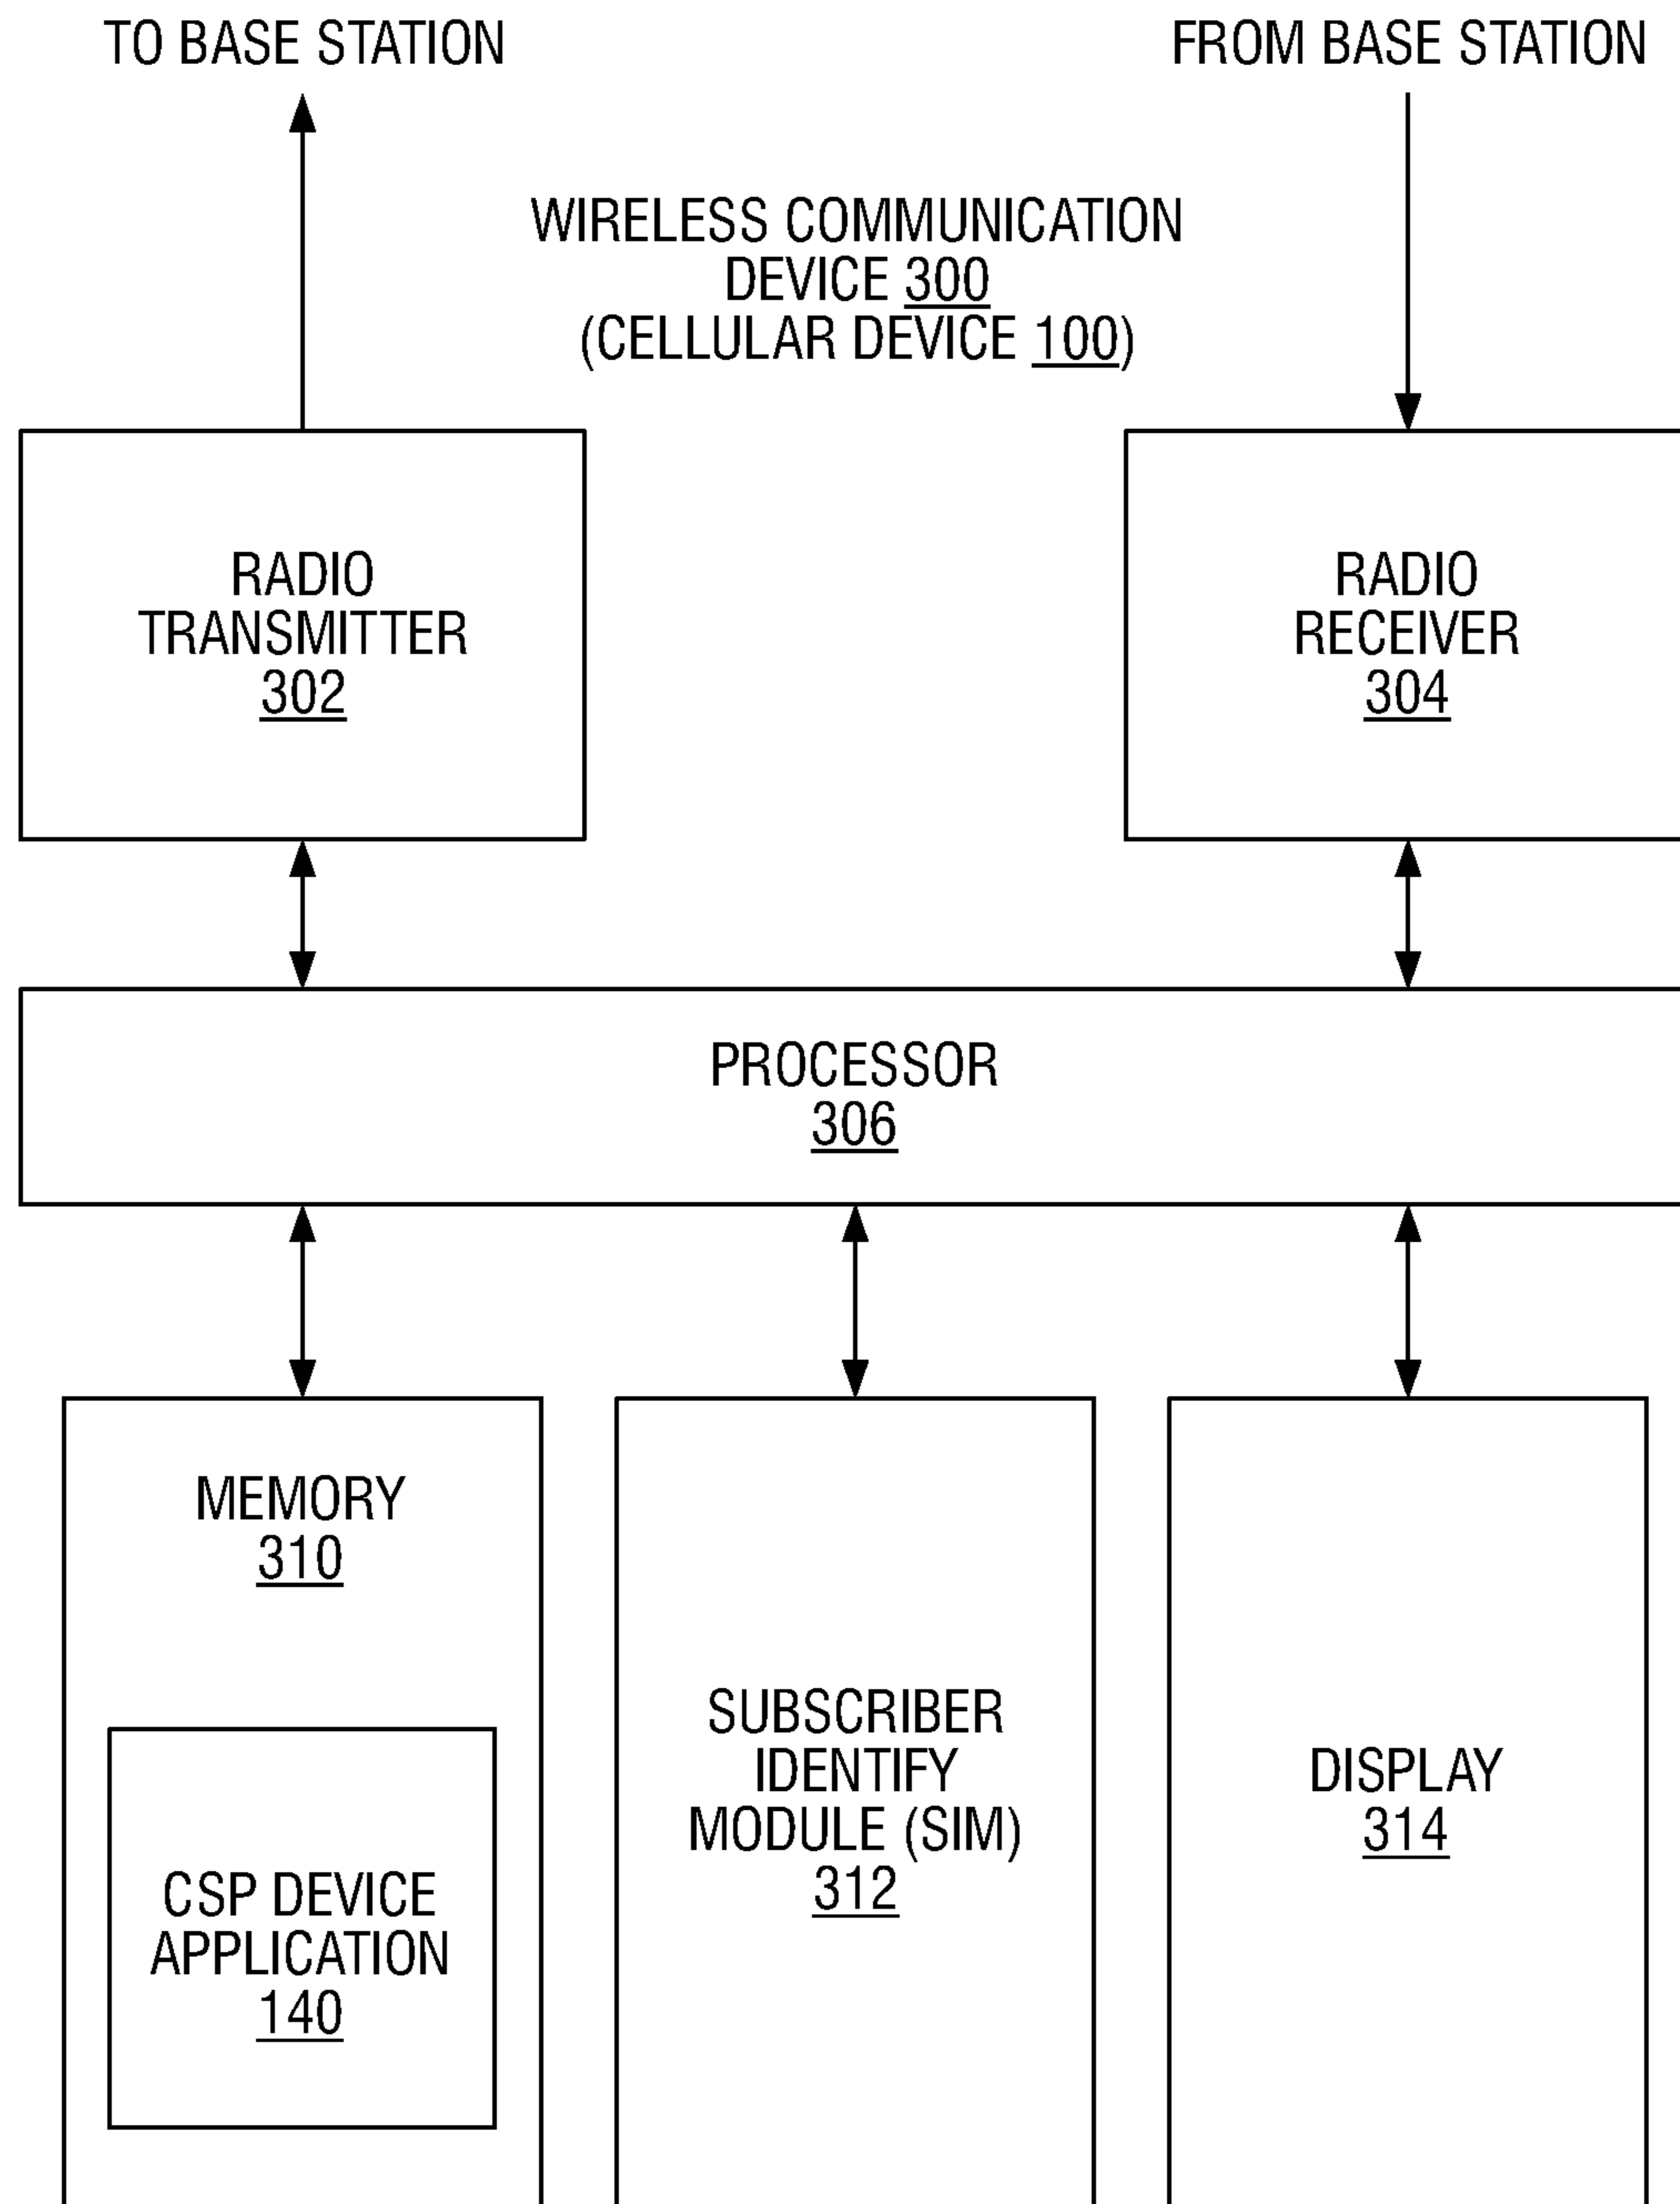 TO BASE STATION
FROM BASE STATION
WIRELESS COMMUNICATION
DEVICE 300
(CELLULAR DEVICE 100)
RADIO
TRANSMITTER
302
RADIO
RECEIVER
304
PROCESSOR
306
MEMORY
310
CSP DEVICE
APPLICATION
140
SUBSCRIBER
IDENTIFY
MODULE (SIM)
312
DISPLAY
314